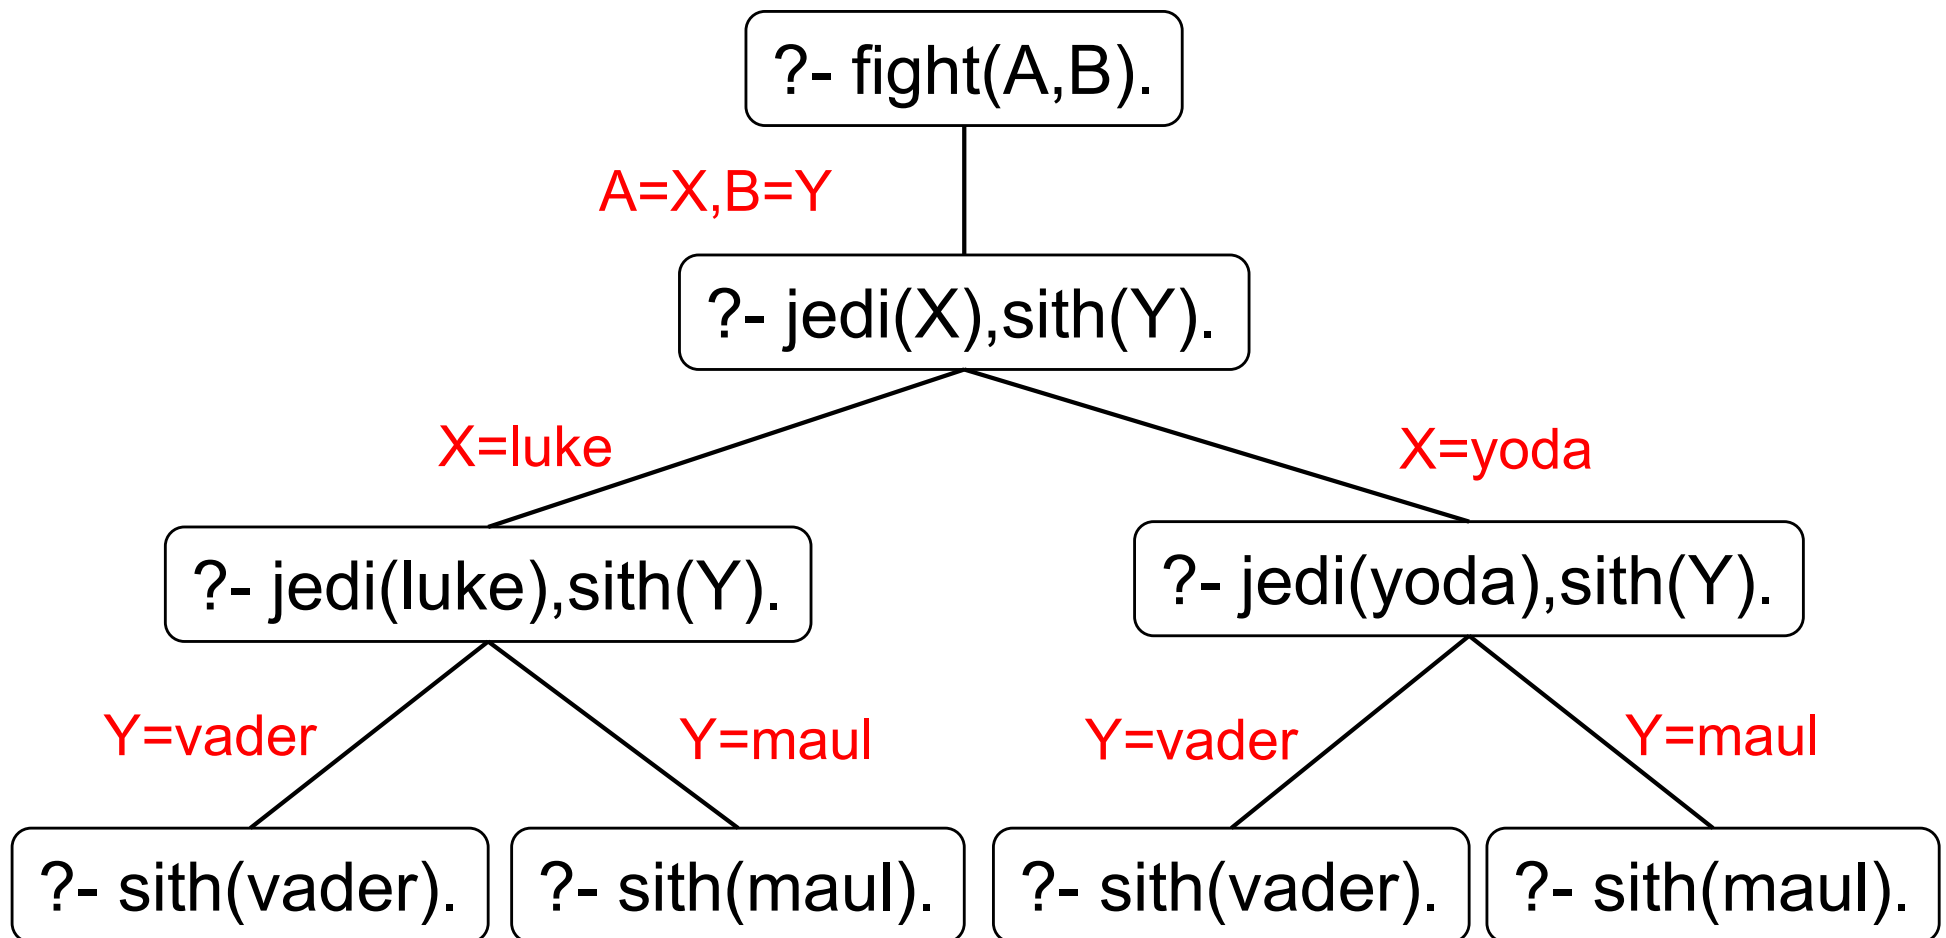 ?- fight(A,B).
A=X,B=Y
?- jedi(X),sith(Y).
X=luke
X=yoda
?- jedi(luke),sith(Y).
?- jedi(yoda),sith(Y).
Y=vader
Y=maul
Y=vader
Y=maul
?- sith(vader).
?- sith(maul).
?- sith(vader).
?- sith(maul).